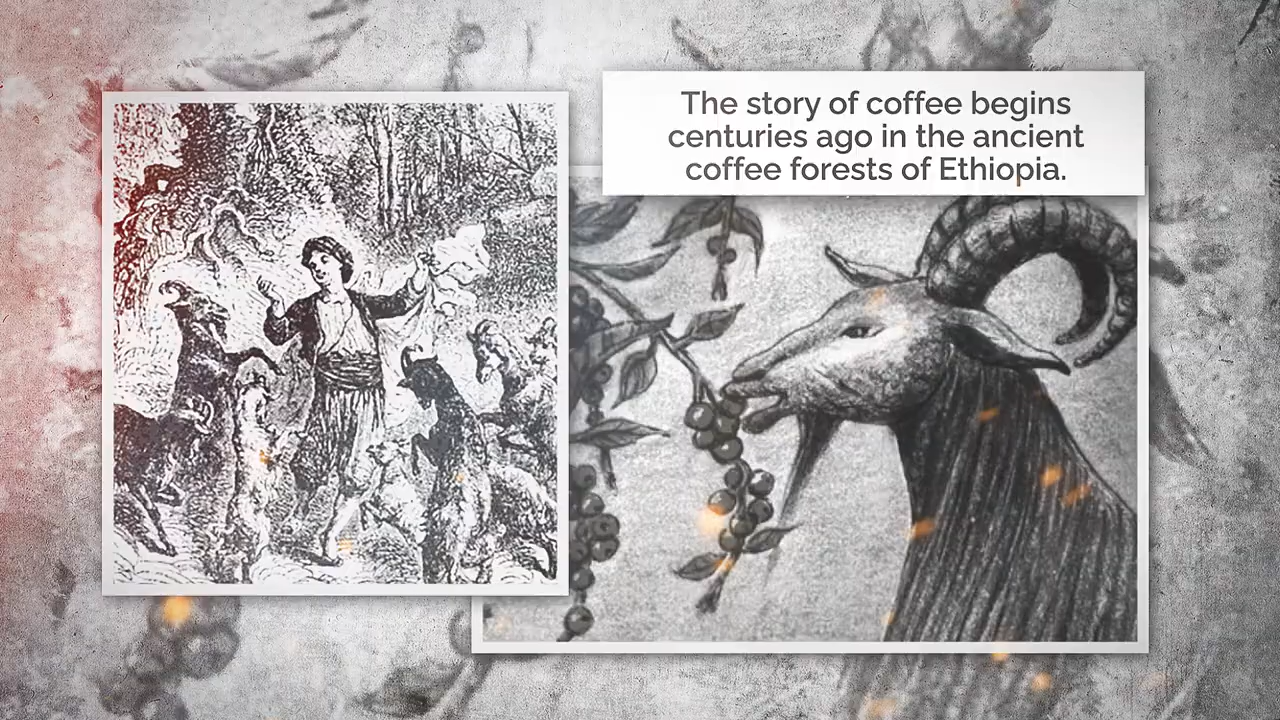 The story of coffee begins
centuries ago in the ancient
coffee forests of Ethiopia.